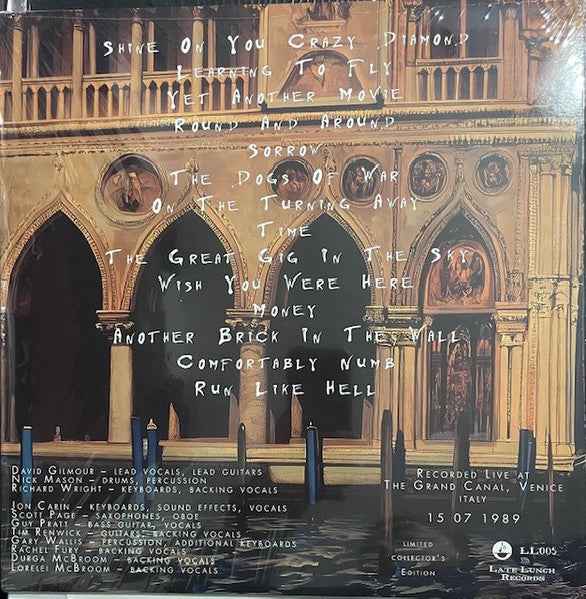 Shine On You Crazy Diamond
Learning To Fly
Yet Another Movie
Round And Around
Sorrow
The Dogs Of War
On The Turning Away
Time
The Great Gig In The Sky
Wish You Were Here
Money
Another Brick In The Wall
Comfortably Numb
Run Like Hell
David Gilmour – lead vocals, lead guitars
Nick Mason – drums, percussion
Richard Wright – keyboards, backing vocals
Jon Carin – keyboards, sound effects, vocals
Scott Page – saxophones, oboe
Guy Pratt – bass guitar, vocals
Tim Renwick – guitars, backing vocals
Gary Wallis – percussion, additional keyboards
Rachel Fury – backing vocals
Durga McBroom – backing vocals
Lorelei McBroom – backing vocals
Recorded Live at
The Grand Canal, Venice
Italy
15 07 1989
Limited
Collector's
Edition
LL005
Late Lunch
Records